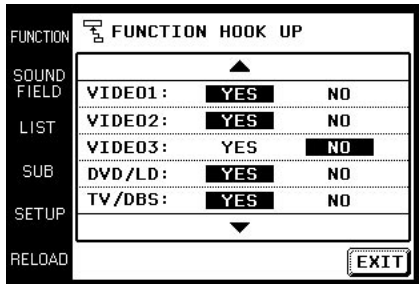 FUNCTION
SOUND
FIELD
LIST
SUB
SETUP
RELOAD
FUNCTION HOOK UP
VIDEO1: YES NO
VIDEO2: YES NO
VIDEO3: YES NO
DVD/LD: YES NO
TV/DBS: YES NO
EXIT